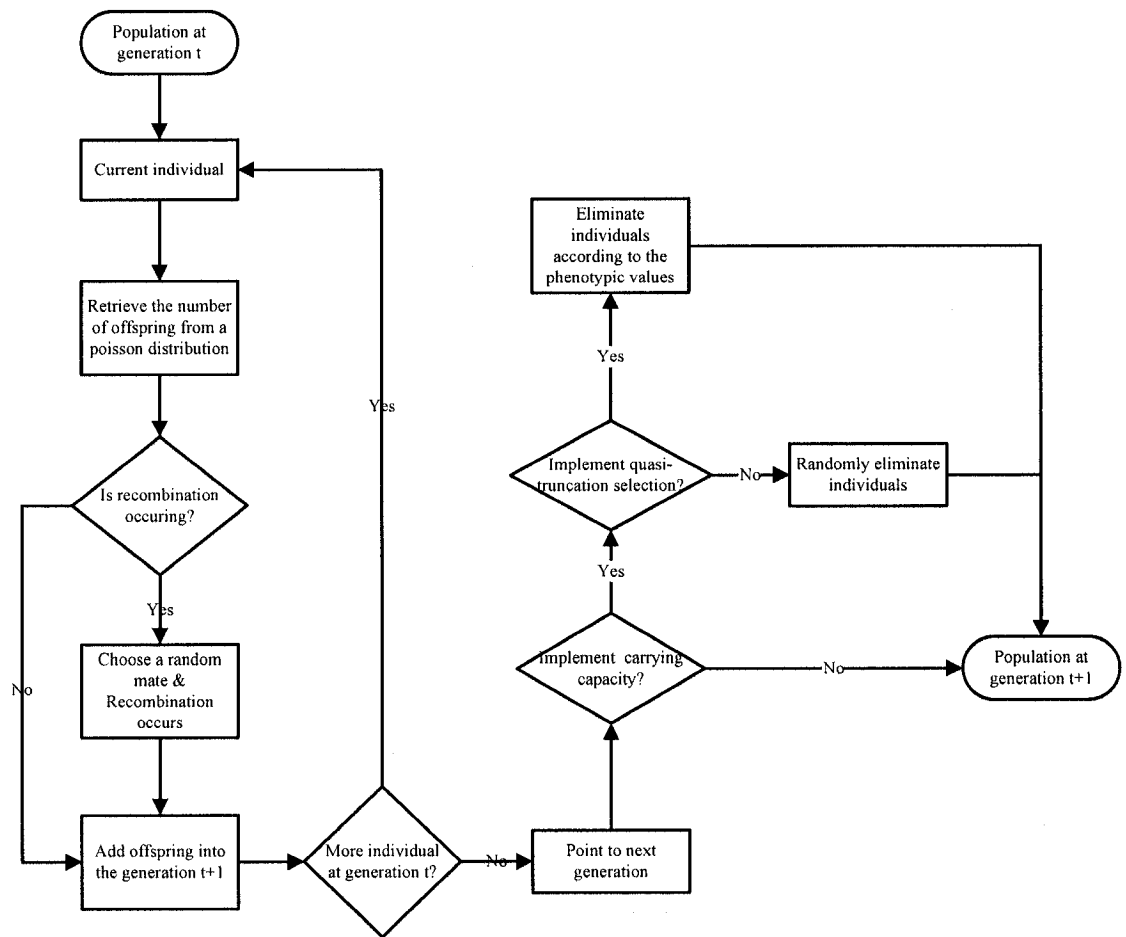 Population at
generation t
Current individual
Retrieve the number
of offspring from a
poisson distribution
Is recombination
occuring?
Yes
No
Choose a random
mate &
Recombination
occurs
Add offspring into
the generation t+1
More individual
at generation t?
Yes
No
Point to next
generation
Implement carrying
capacity?
No
Yes
Implement quasi-
truncation selection?
No
Randomly eliminate
individuals
Yes
Eliminate
individuals
according to the
phenotypic values
Population at
generation t+1